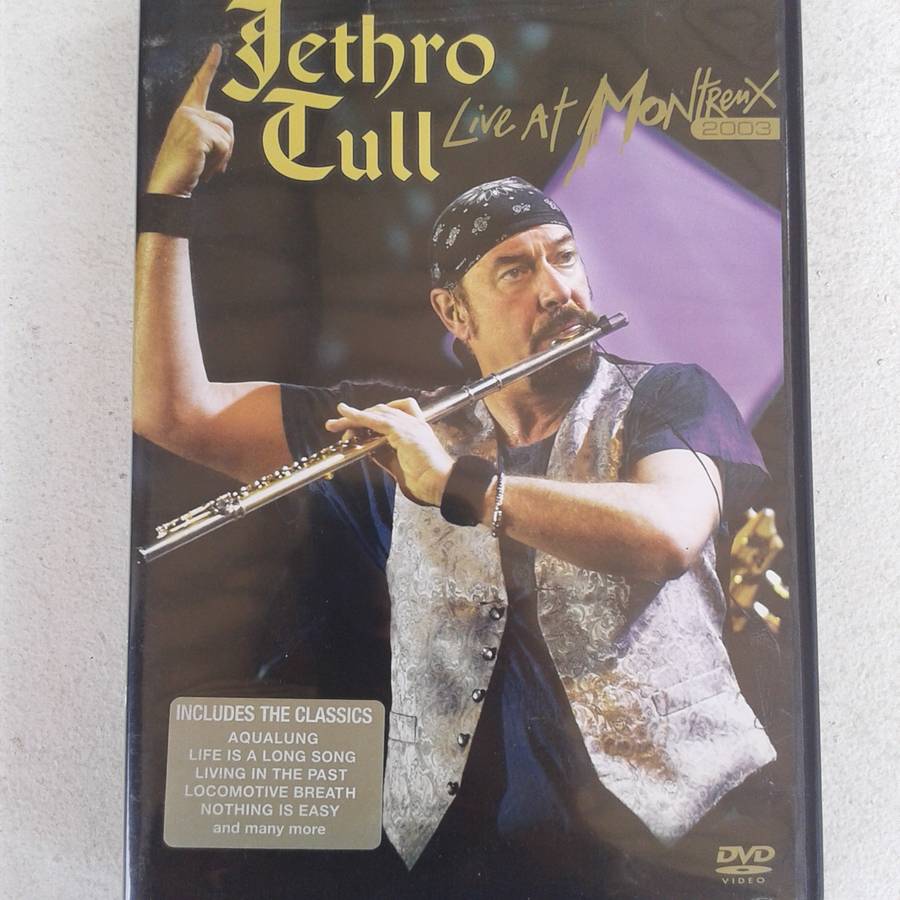 Jethro
Tull
Live At Montreux
2003
INCLUDES THE CLASSICS
AQUALUNG
LIFE IS A LONG SONG
LIVING IN THE PAST
LOCOMOTIVE BREATH
NOTHING IS EASY
and many more
DVD
VIDEO